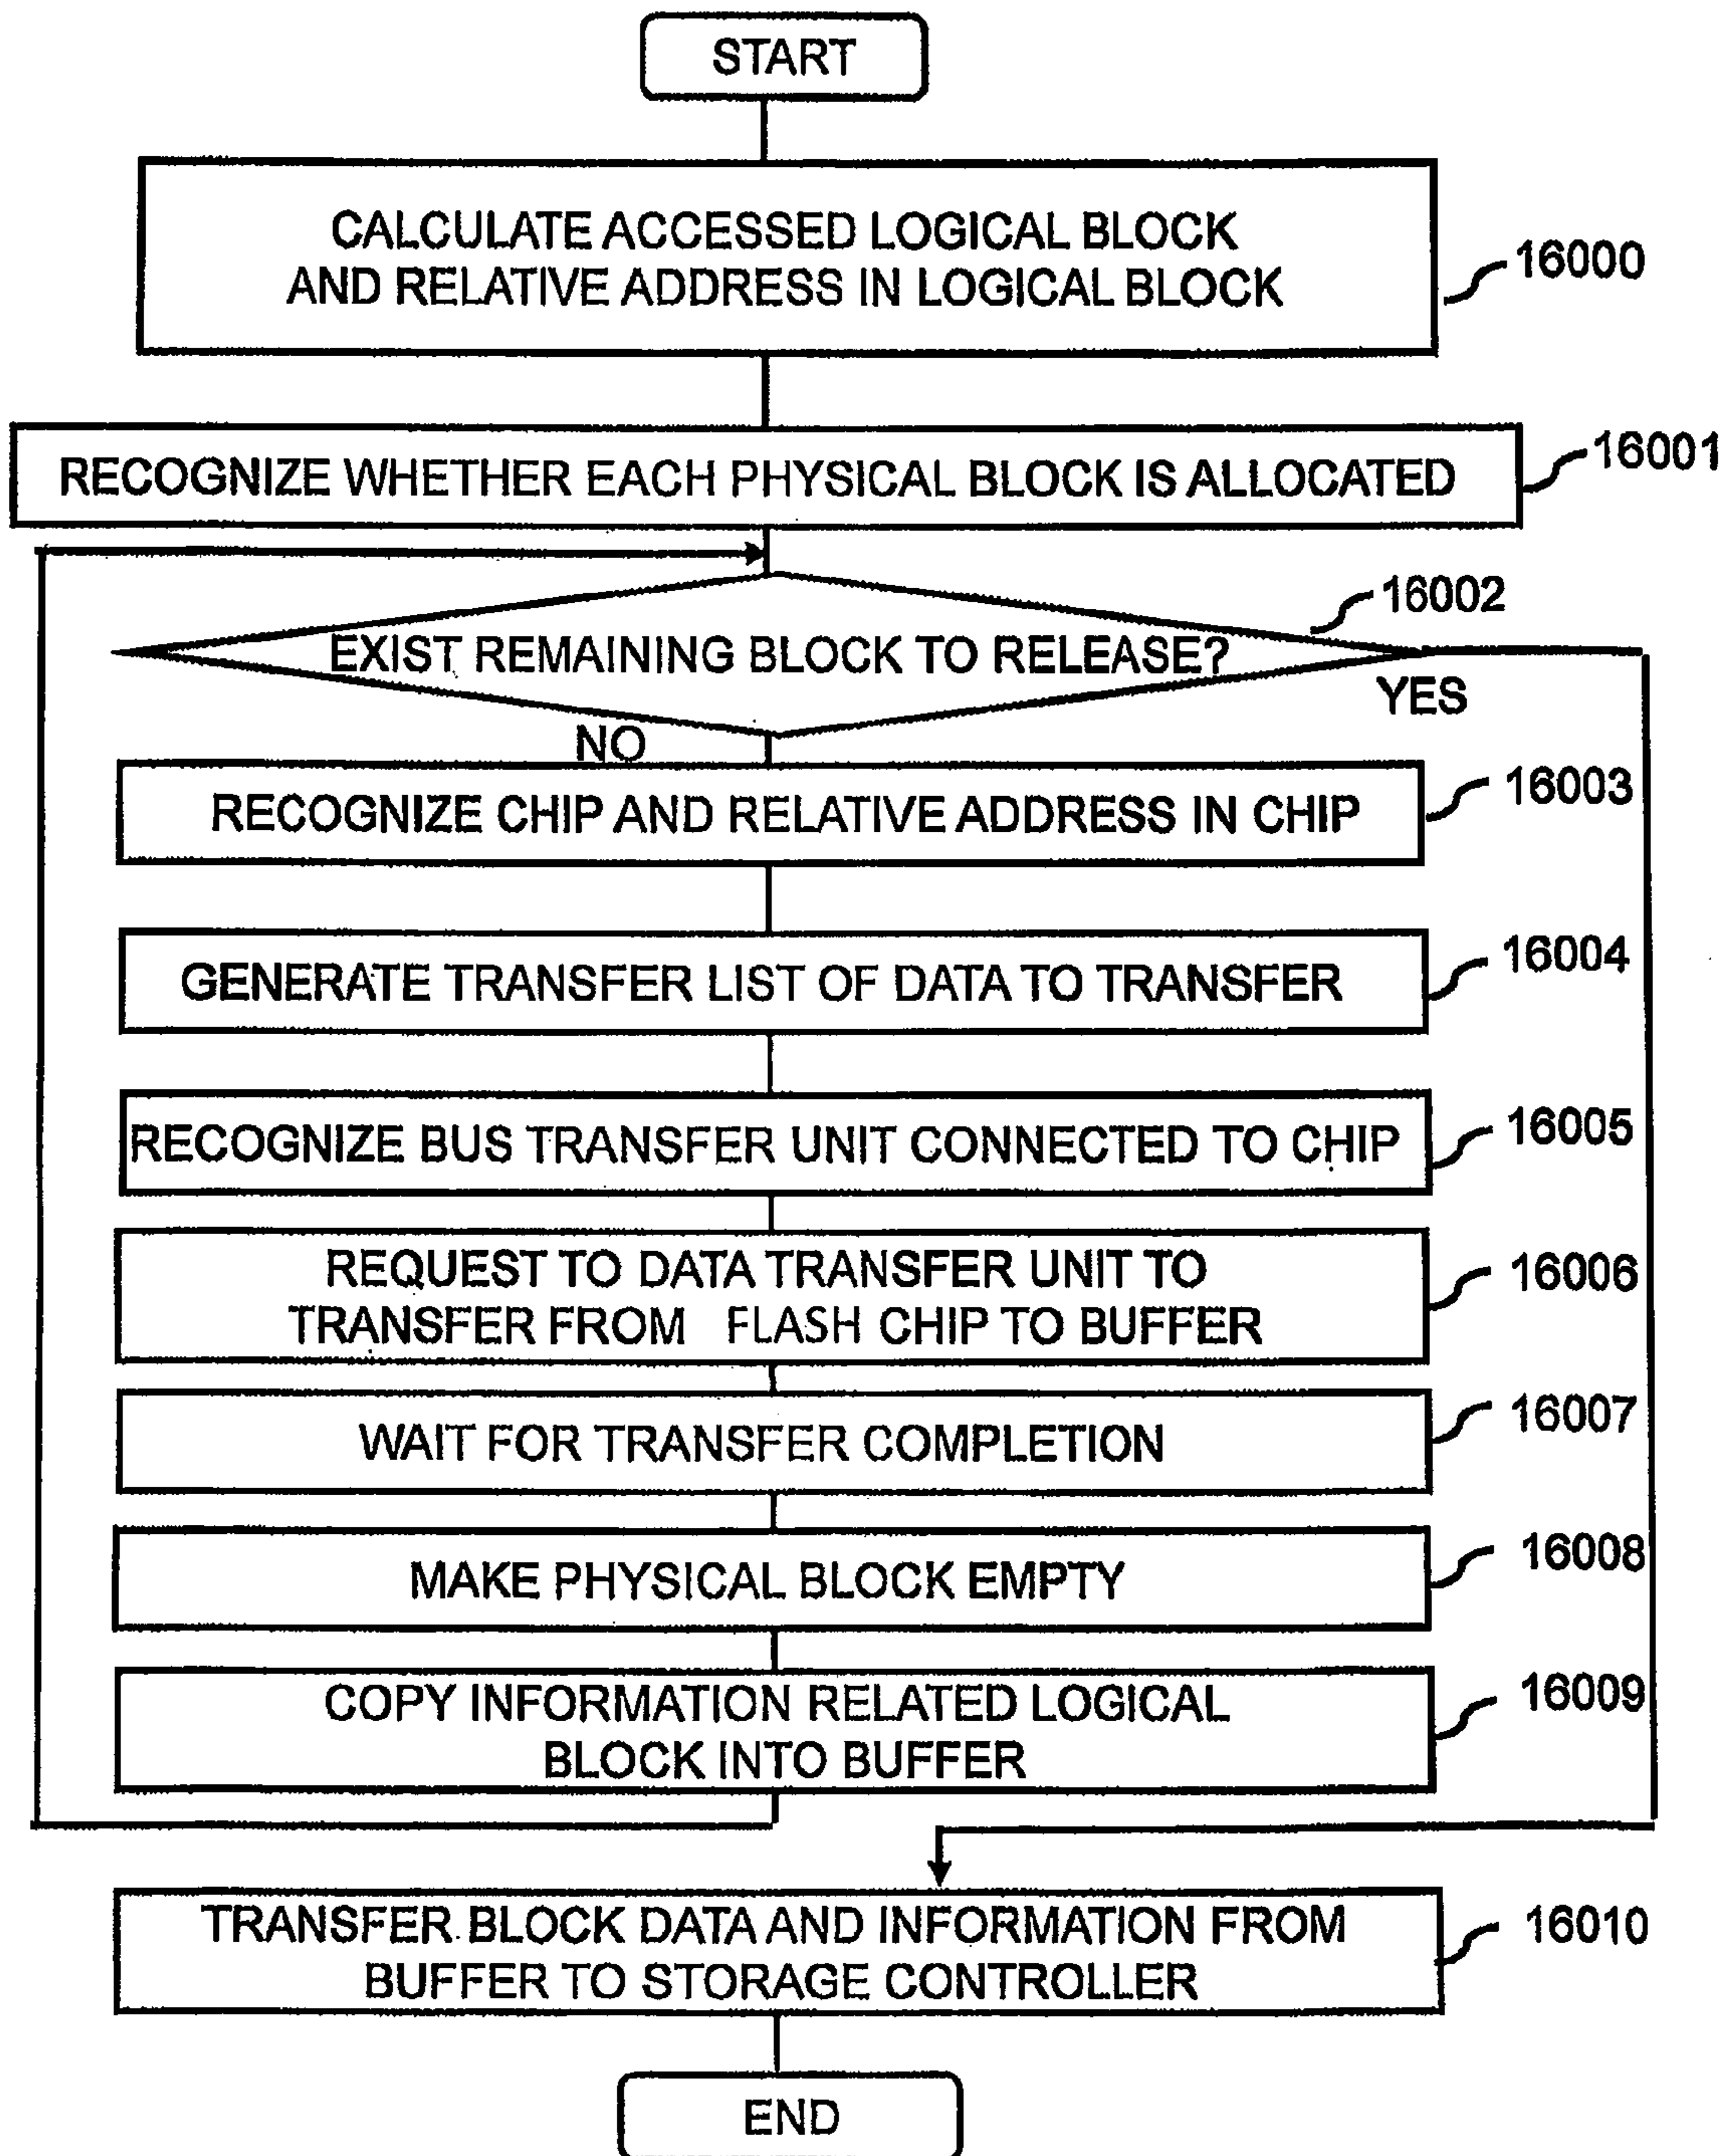 START
CALCULATE ACCESSED LOGICAL BLOCK
AND RELATIVE ADDRESS IN LOGICAL BLOCK
16000
RECOGNIZE WHETHER EACH PHYSICAL BLOCK IS ALLOCATED
16001
EXIST REMAINING BLOCK TO RELEASE?
16002
YES
NO
RECOGNIZE CHIP AND RELATIVE ADDRESS IN CHIP
16003
GENERATE TRANSFER LIST OF DATA TO TRANSFER
16004
RECOGNIZE BUS TRANSFER UNIT CONNECTED TO CHIP
16005
REQUEST TO DATA TRANSFER UNIT TO
TRANSFER FROM FLASH CHIP TO BUFFER
16006
WAIT FOR TRANSFER COMPLETION
16007
MAKE PHYSICAL BLOCK EMPTY
16008
COPY INFORMATION RELATED LOGICAL
BLOCK INTO BUFFER
16009
TRANSFER BLOCK DATA AND INFORMATION FROM
BUFFER TO STORAGE CONTROLLER
16010
END